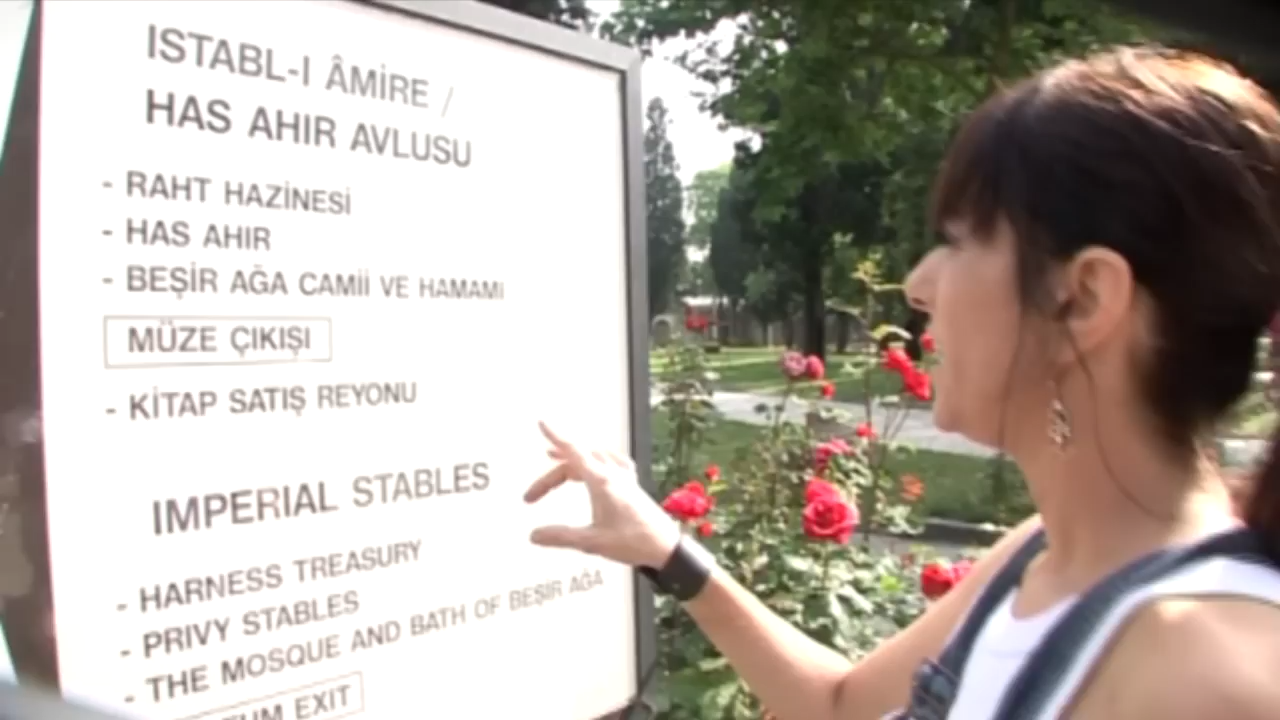 ISTABL-I ÂMİRE /
HAS AHIR AVLUSU
- RAHT HAZİNESİ
- HAS AHIR
- BEŞİR AĞA CAMİİ VE HAMAMI
MÜZE ÇIKIŞI
- KİTAP SATIŞ REYONU
IMPERIAL STABLES
- HARNESS TREASURY
- PRIVY STABLES
- THE MOSQUE AND BATH OF BEŞİR AĞA
EXIT